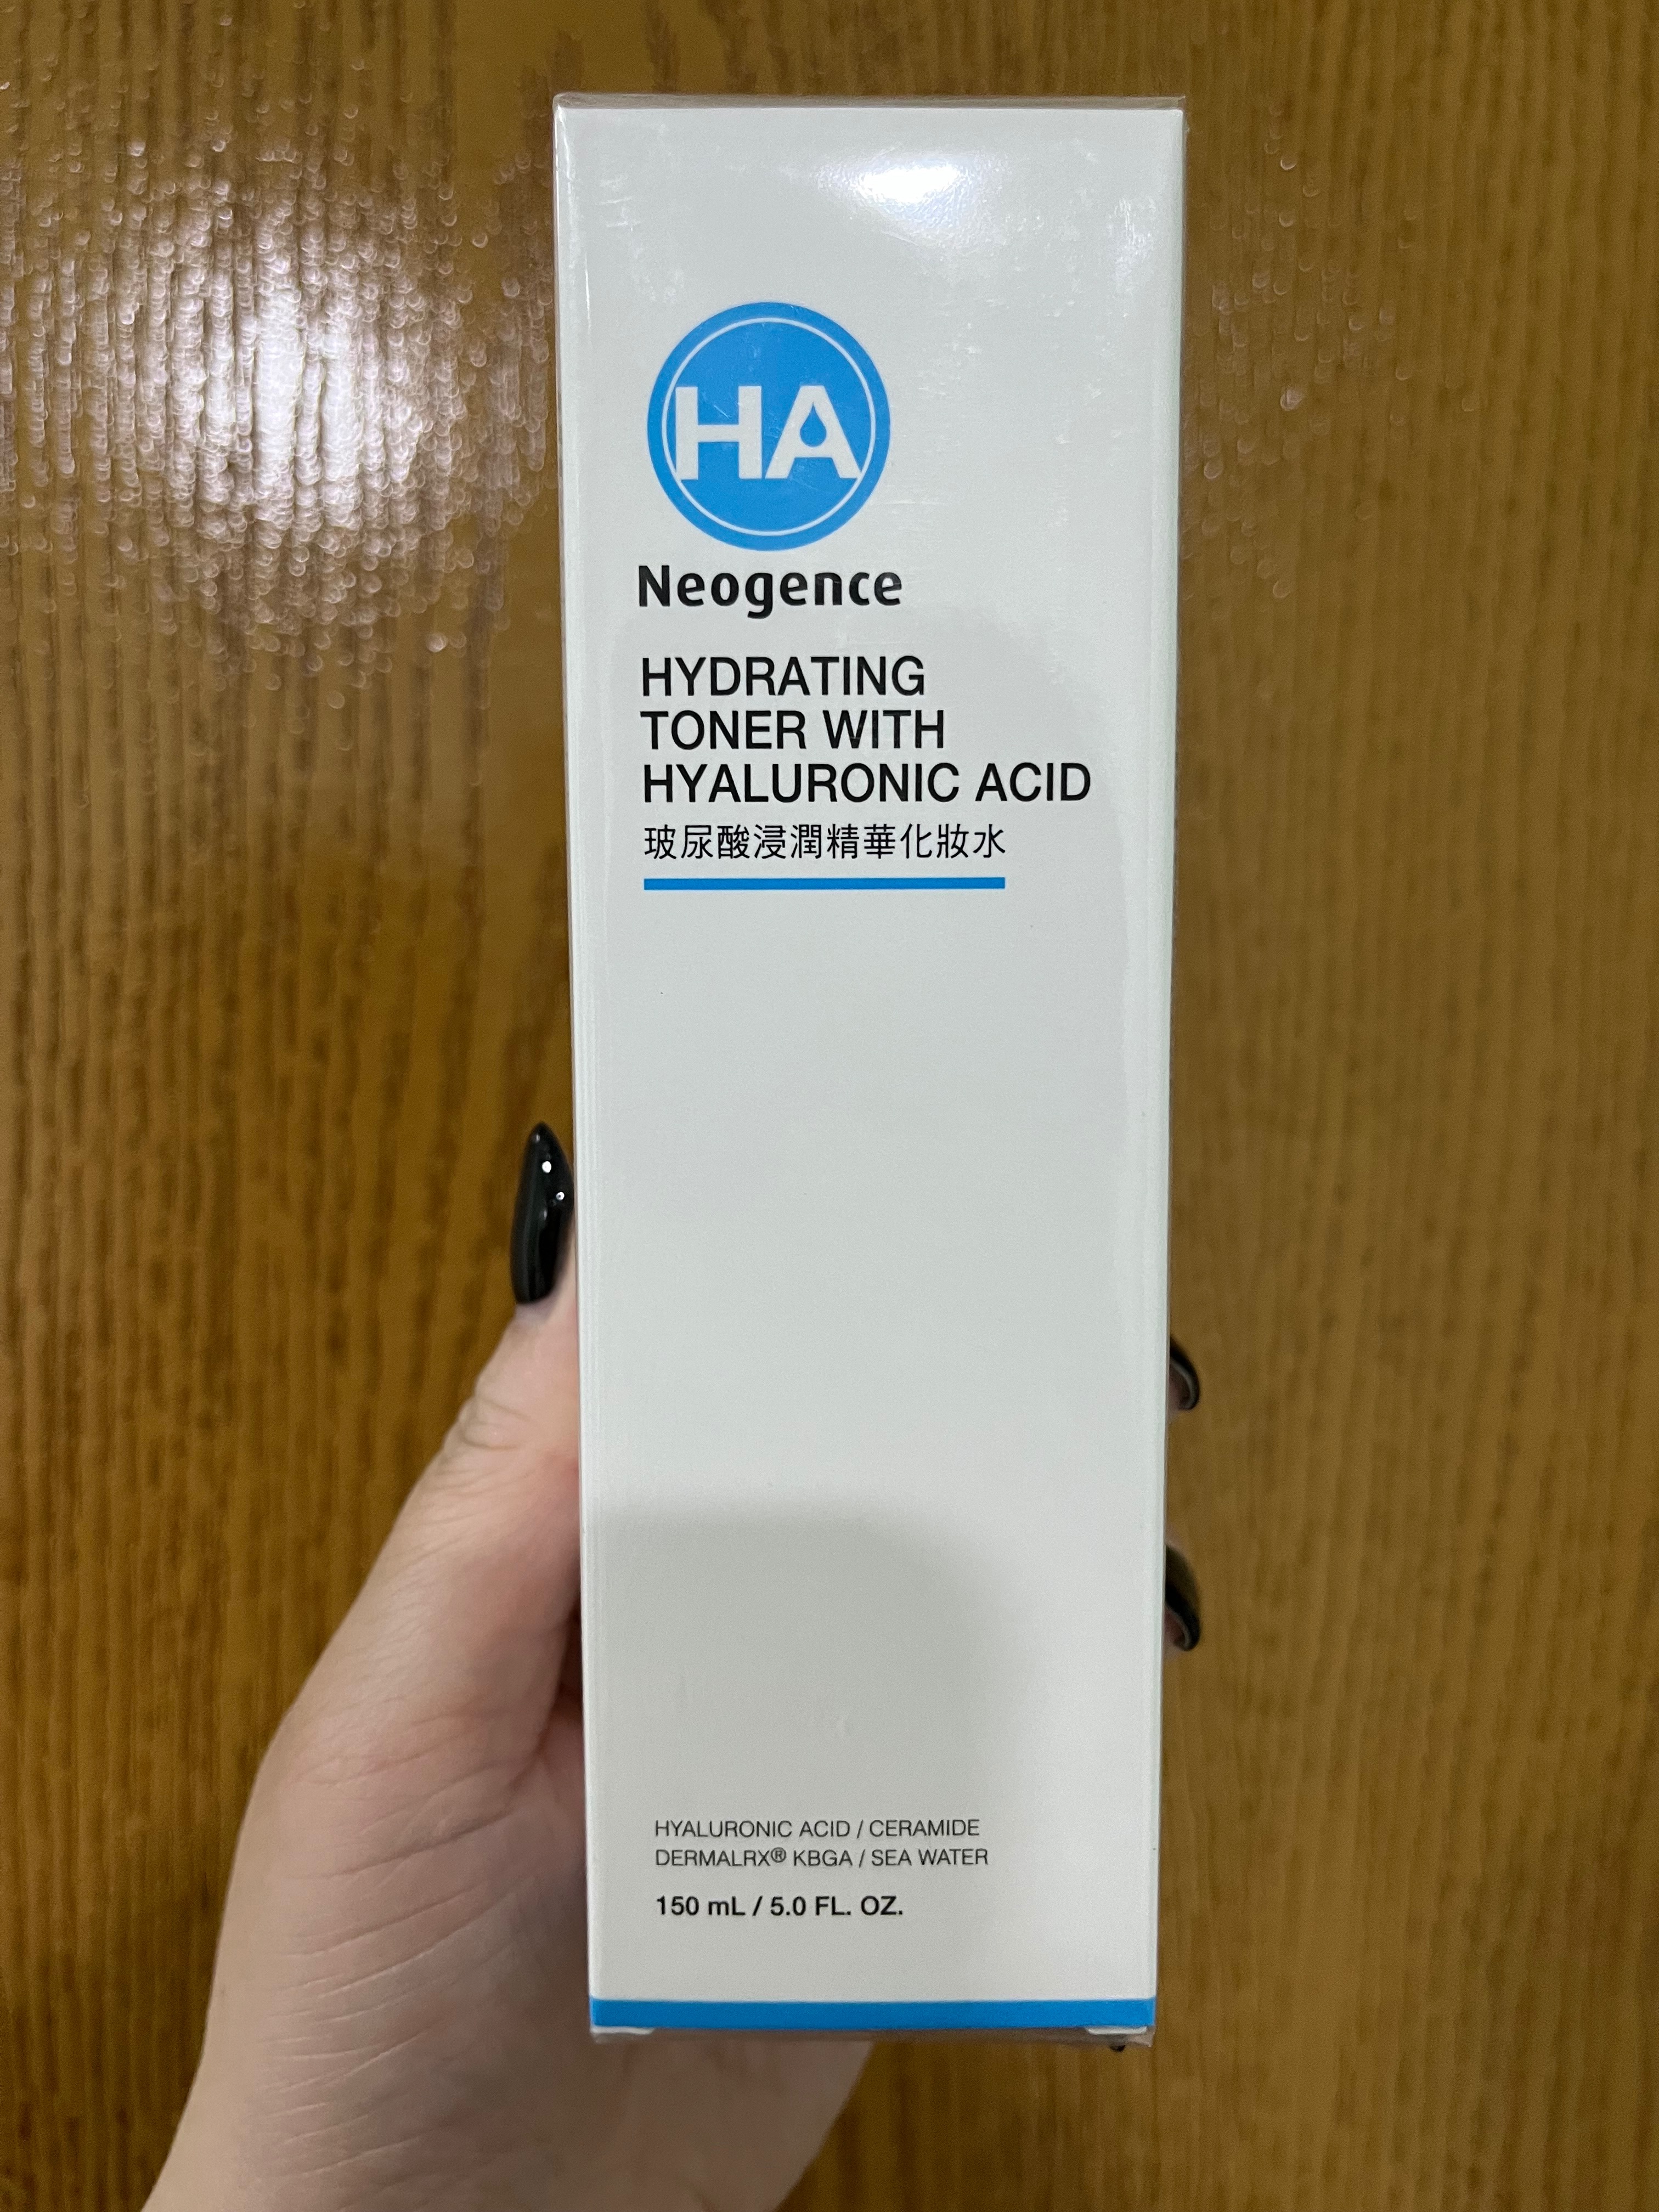 HA
Neogence
HYDRATING
TONER WITH
HYALURONIC ACID
玻尿酸浸潤精華化妝水
HYALURONIC ACID / CERAMIDE
DERMALRX® KBGA / SEA WATER
150 mL / 5.0 FL. OZ.